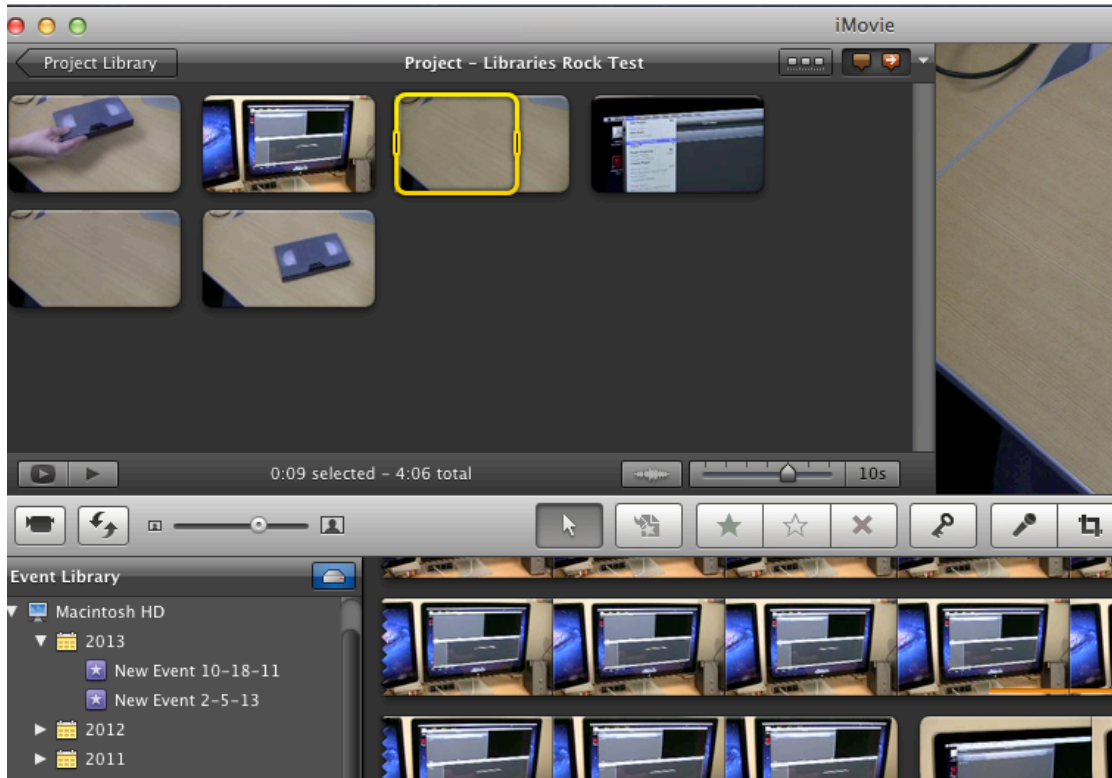 iMovie
Project Library
Project – Libraries Rock Test
0:09 selected – 4:06 total
10s
Event Library
Macintosh HD
2013
New Event 10-18-11
New Event 2-5-13
2012
2011